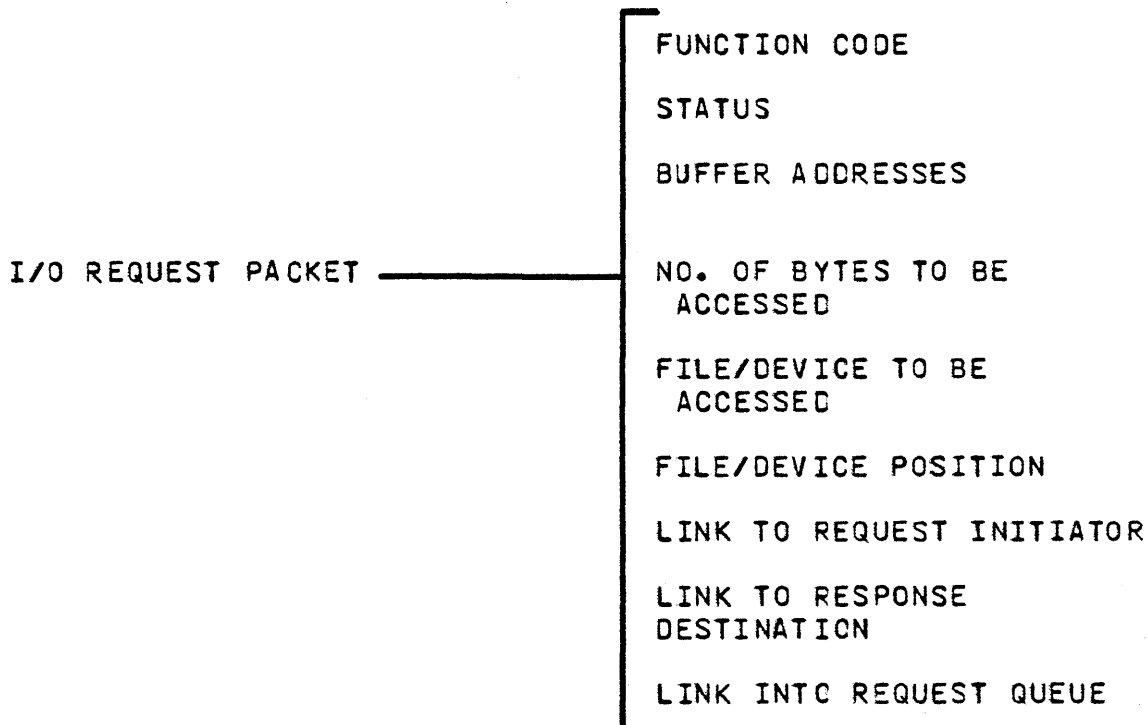 FUNCTION CODE
STATUS
BUFFER ADDRESSES
I/O REQUEST PACKET
NO. OF BYTES TO BE
ACCESSED
FILE/DEVICE TO BE
ACCESSED
FILE/DEVICE POSITION
LINK TO REQUEST INITIATOR
LINK TO RESPONSE
DESTINATION
LINK INTO REQUEST QUEUE